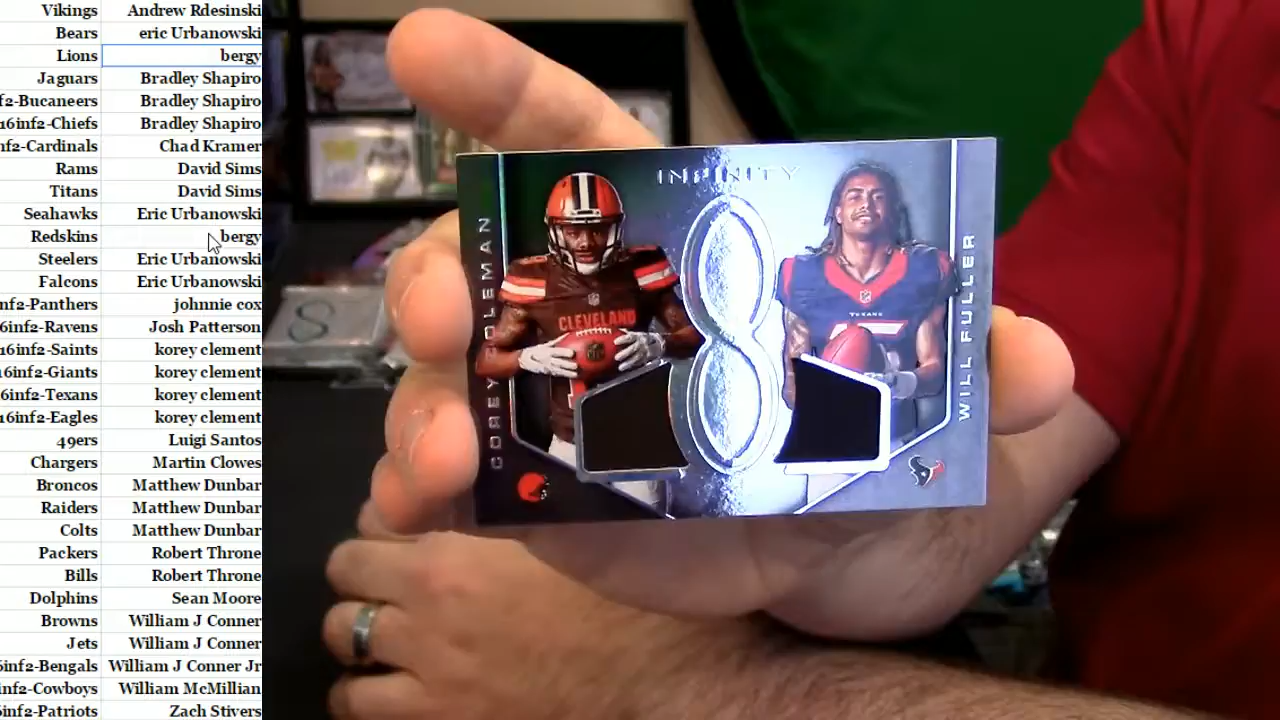 Vikings Andrew Rdesinski
Bears eric Urbanowski
Lions bergy
Jaguars Bradley Shapiro
f2-Bucaneers Bradley Shapiro
16inf2-Chiefs Bradley Shapiro
nf2-Cardinals Chad Kramer
Rams David Sims
Titans David Sims
Seahawks Eric Urbanowski
Redskins bergy
Steelers Eric Urbanowski
Falcons Eric Urbanowski
nf2-Panthers johnnie cox
6inf2-Ravens Josh Patterson
16inf2-Saints korey clement
16inf2-Giants korey clement
6inf2-Texans korey clement
16inf2-Eagles korey clement
49ers Luigi Santos
Chargers Martin Clowes
Broncos Matthew Dunbar
Raiders Matthew Dunbar
Colts Matthew Dunbar
Packers Robert Throne
Bills Robert Throne
Dolphins Sean Moore
Browns William J Conner
Jets William J Conner
6inf2-Bengals William J Conner Jr
inf2-Cowboys William McMillian
6inf2-Patriots Zach Stivers
INFINITY
COREY COLEMAN
CLEVELAND
TEXANS
WILL FULLER
8